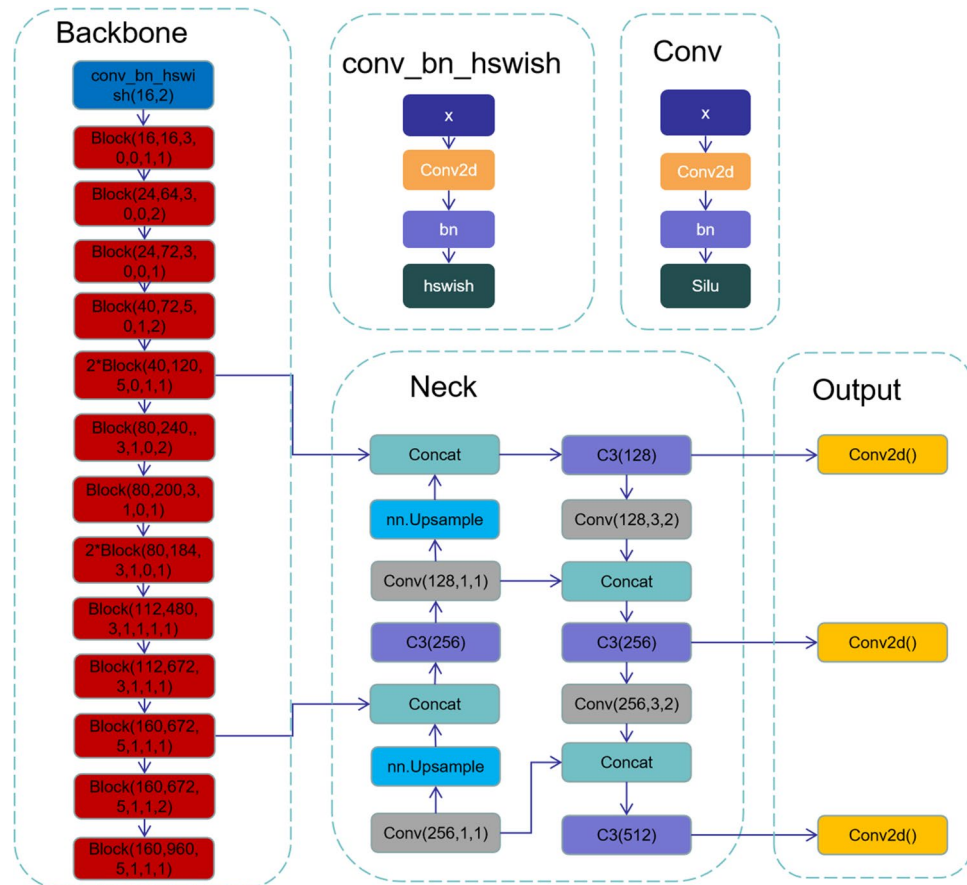 Backbone
conv_bn_hswi
sh(16,2)
Block(16,16,3,
0,0,1,1)
Block(24,64,3,
0,0,2)
Block(24,72,3,
0,0,1)
Block(40,72,5,
0,1,2)
2*Block(40,120,
5,0,1,1)
Block(80,240,,
3,1,0,2)
Block(80,200,3
,1,0,1)
2*Block(80,184,
3,1,0,1)
Block(112,480,
3,1,1,1,1)
Block(112,672,
3,1,1,1)
Block(160,672,
5,1,1,1)
Block(160,672,
5,1,1,2)
Block(160,960,
5,1,1,1)
conv_bn_hswish
x
Conv2d
bn
hswish
Conv
x
Conv2d
bn
Silu
Neck
Concat
nn.Upsample
Conv(128,1,1)
C3(256)
Concat
nn.Upsample
Conv(256,1,1)
C3(128)
Conv(128,3,2)
Concat
C3(256)
Conv(256,3,2)
Concat
C3(512)
Output
Conv2d()
Conv2d()
Conv2d()